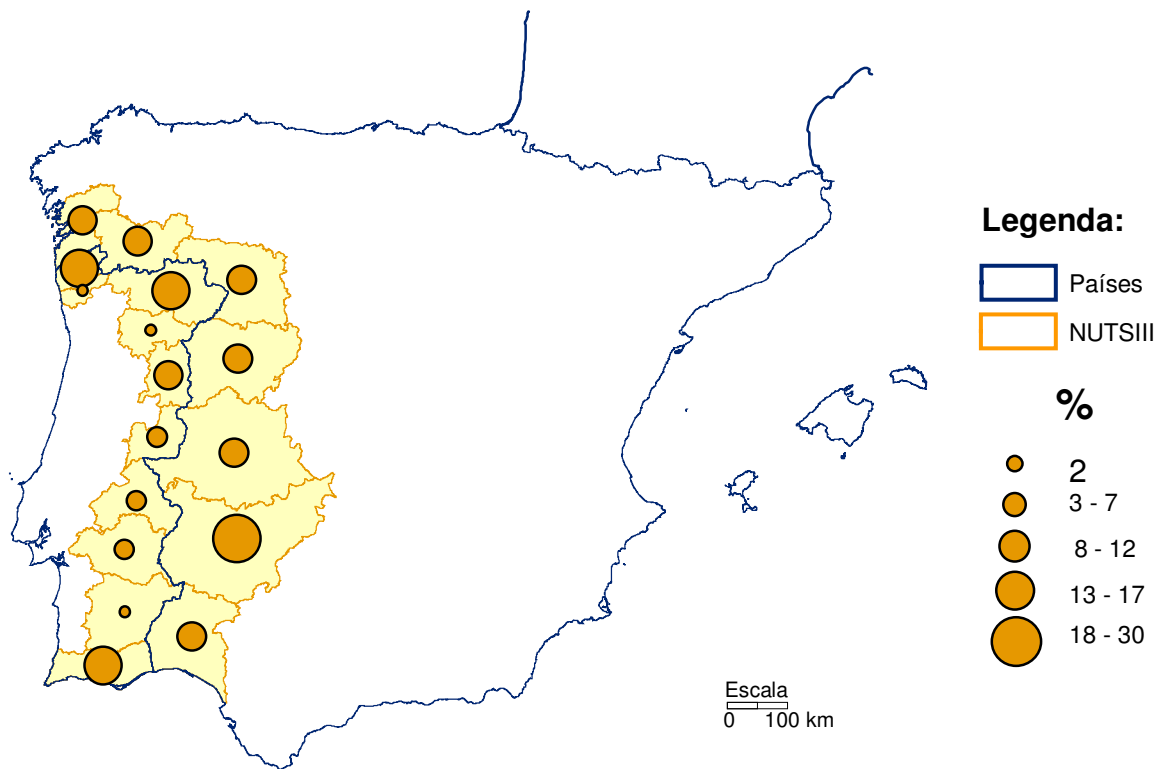 Legenda:
Países
NUTSIII
%
2
3 - 7
8 - 12
13 - 17
18 - 30
Escala
0 100 km